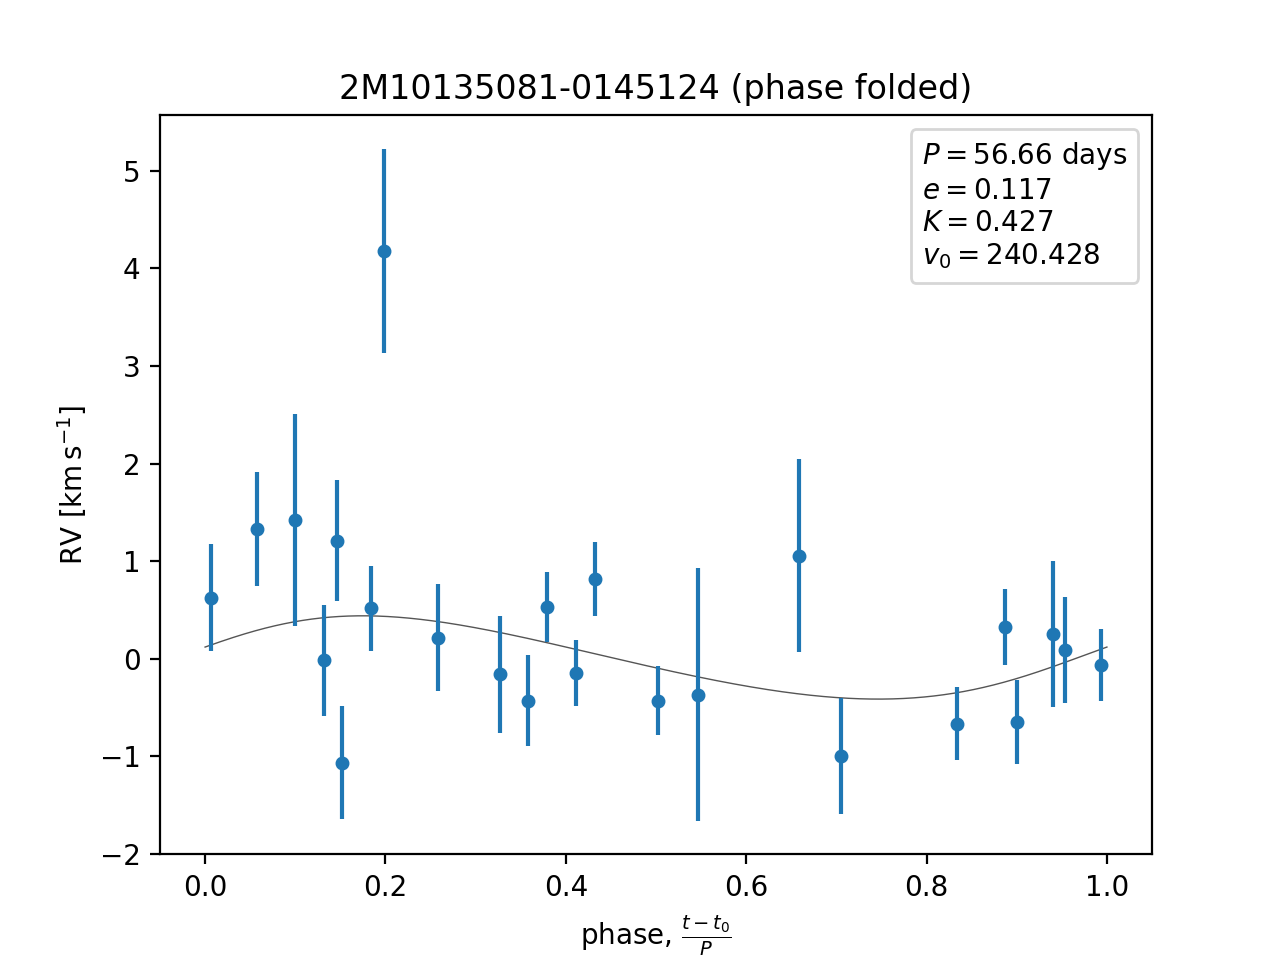 2M10135081-0145124 (phase folded)
P = 56.66 days
e = 0.117
K = 0.427
v₀ = 240.428
5
4
3
2
1
0
−1
−2
RV [km s⁻¹]
0.0 0.2 0.4 0.6 0.8 1.0
phase, (t − t₀)/P